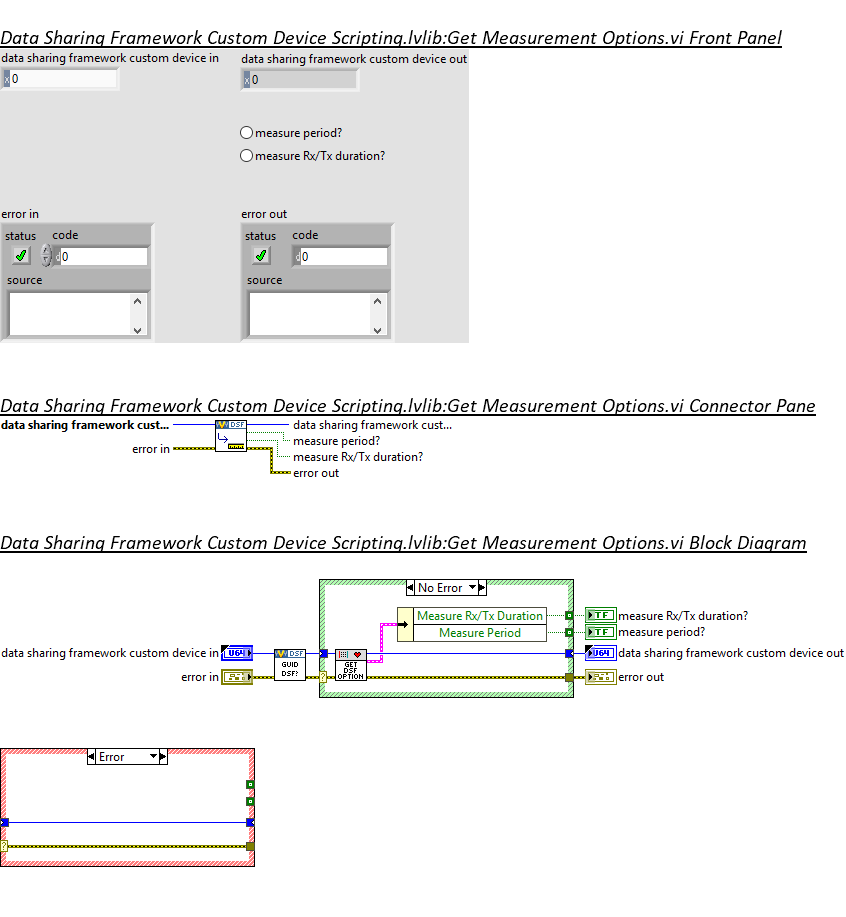 Data Sharing Framework Custom Device Scripting.lvlib:Get Measurement Options.vi Front Panel
data sharing framework custom device in
data sharing framework custom device out
x 0
x 0
measure period?
measure Rx/Tx duration?
error in
error out
status code
status code
d 0
d 0
source
source
Data Sharing Framework Custom Device Scripting.lvlib:Get Measurement Options.vi Connector Pane
data sharing framework cust...
DSF
data sharing framework cust...
measure period?
error in
measure Rx/Tx duration?
error out
Data Sharing Framework Custom Device Scripting.lvlib:Get Measurement Options.vi Block Diagram
No Error
Measure Rx/Tx Duration
TF
measure Rx/Tx duration?
Measure Period
TF
measure period?
data sharing framework custom device in
U64
DSF
GUID
DSF?
GET
DSF
OPTION
U64
data sharing framework custom device out
error in
?
error out
Error
?